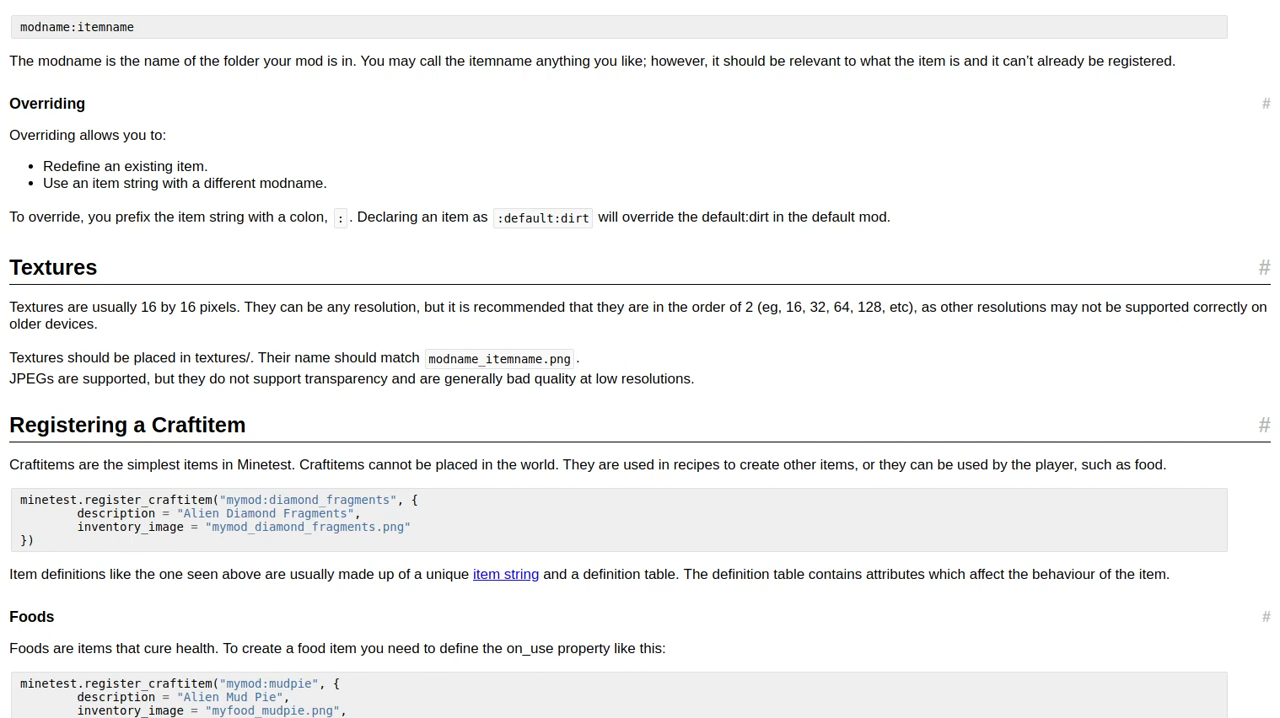 modname:itemname
The modname is the name of the folder your mod is in. You may call the itemname anything you like; however, it should be relevant to what the item is and it can’t already be registered.
Overriding #
Overriding allows you to:
• Redefine an existing item.
• Use an item string with a different modname.
To override, you prefix the item string with a colon, : . Declaring an item as :default:dirt will override the default:dirt in the default mod.
Textures #
Textures are usually 16 by 16 pixels. They can be any resolution, but it is recommended that they are in the order of 2 (eg, 16, 32, 64, 128, etc), as other resolutions may not be supported correctly on
older devices.
Textures should be placed in textures/. Their name should match modname_itemname.png .
JPEGs are supported, but they do not support transparency and are generally bad quality at low resolutions.
Registering a Craftitem #
Craftitems are the simplest items in Minetest. Craftitems cannot be placed in the world. They are used in recipes to create other items, or they can be used by the player, such as food.
minetest.register_craftitem("mymod:diamond_fragments", {
        description = "Alien Diamond Fragments",
        inventory_image = "mymod_diamond_fragments.png"
})
Item definitions like the one seen above are usually made up of a unique item string and a definition table. The definition table contains attributes which affect the behaviour of the item.
Foods #
Foods are items that cure health. To create a food item you need to define the on_use property like this:
minetest.register_craftitem("mymod:mudpie", {
        description = "Alien Mud Pie",
        inventory_image = "myfood_mudpie.png",